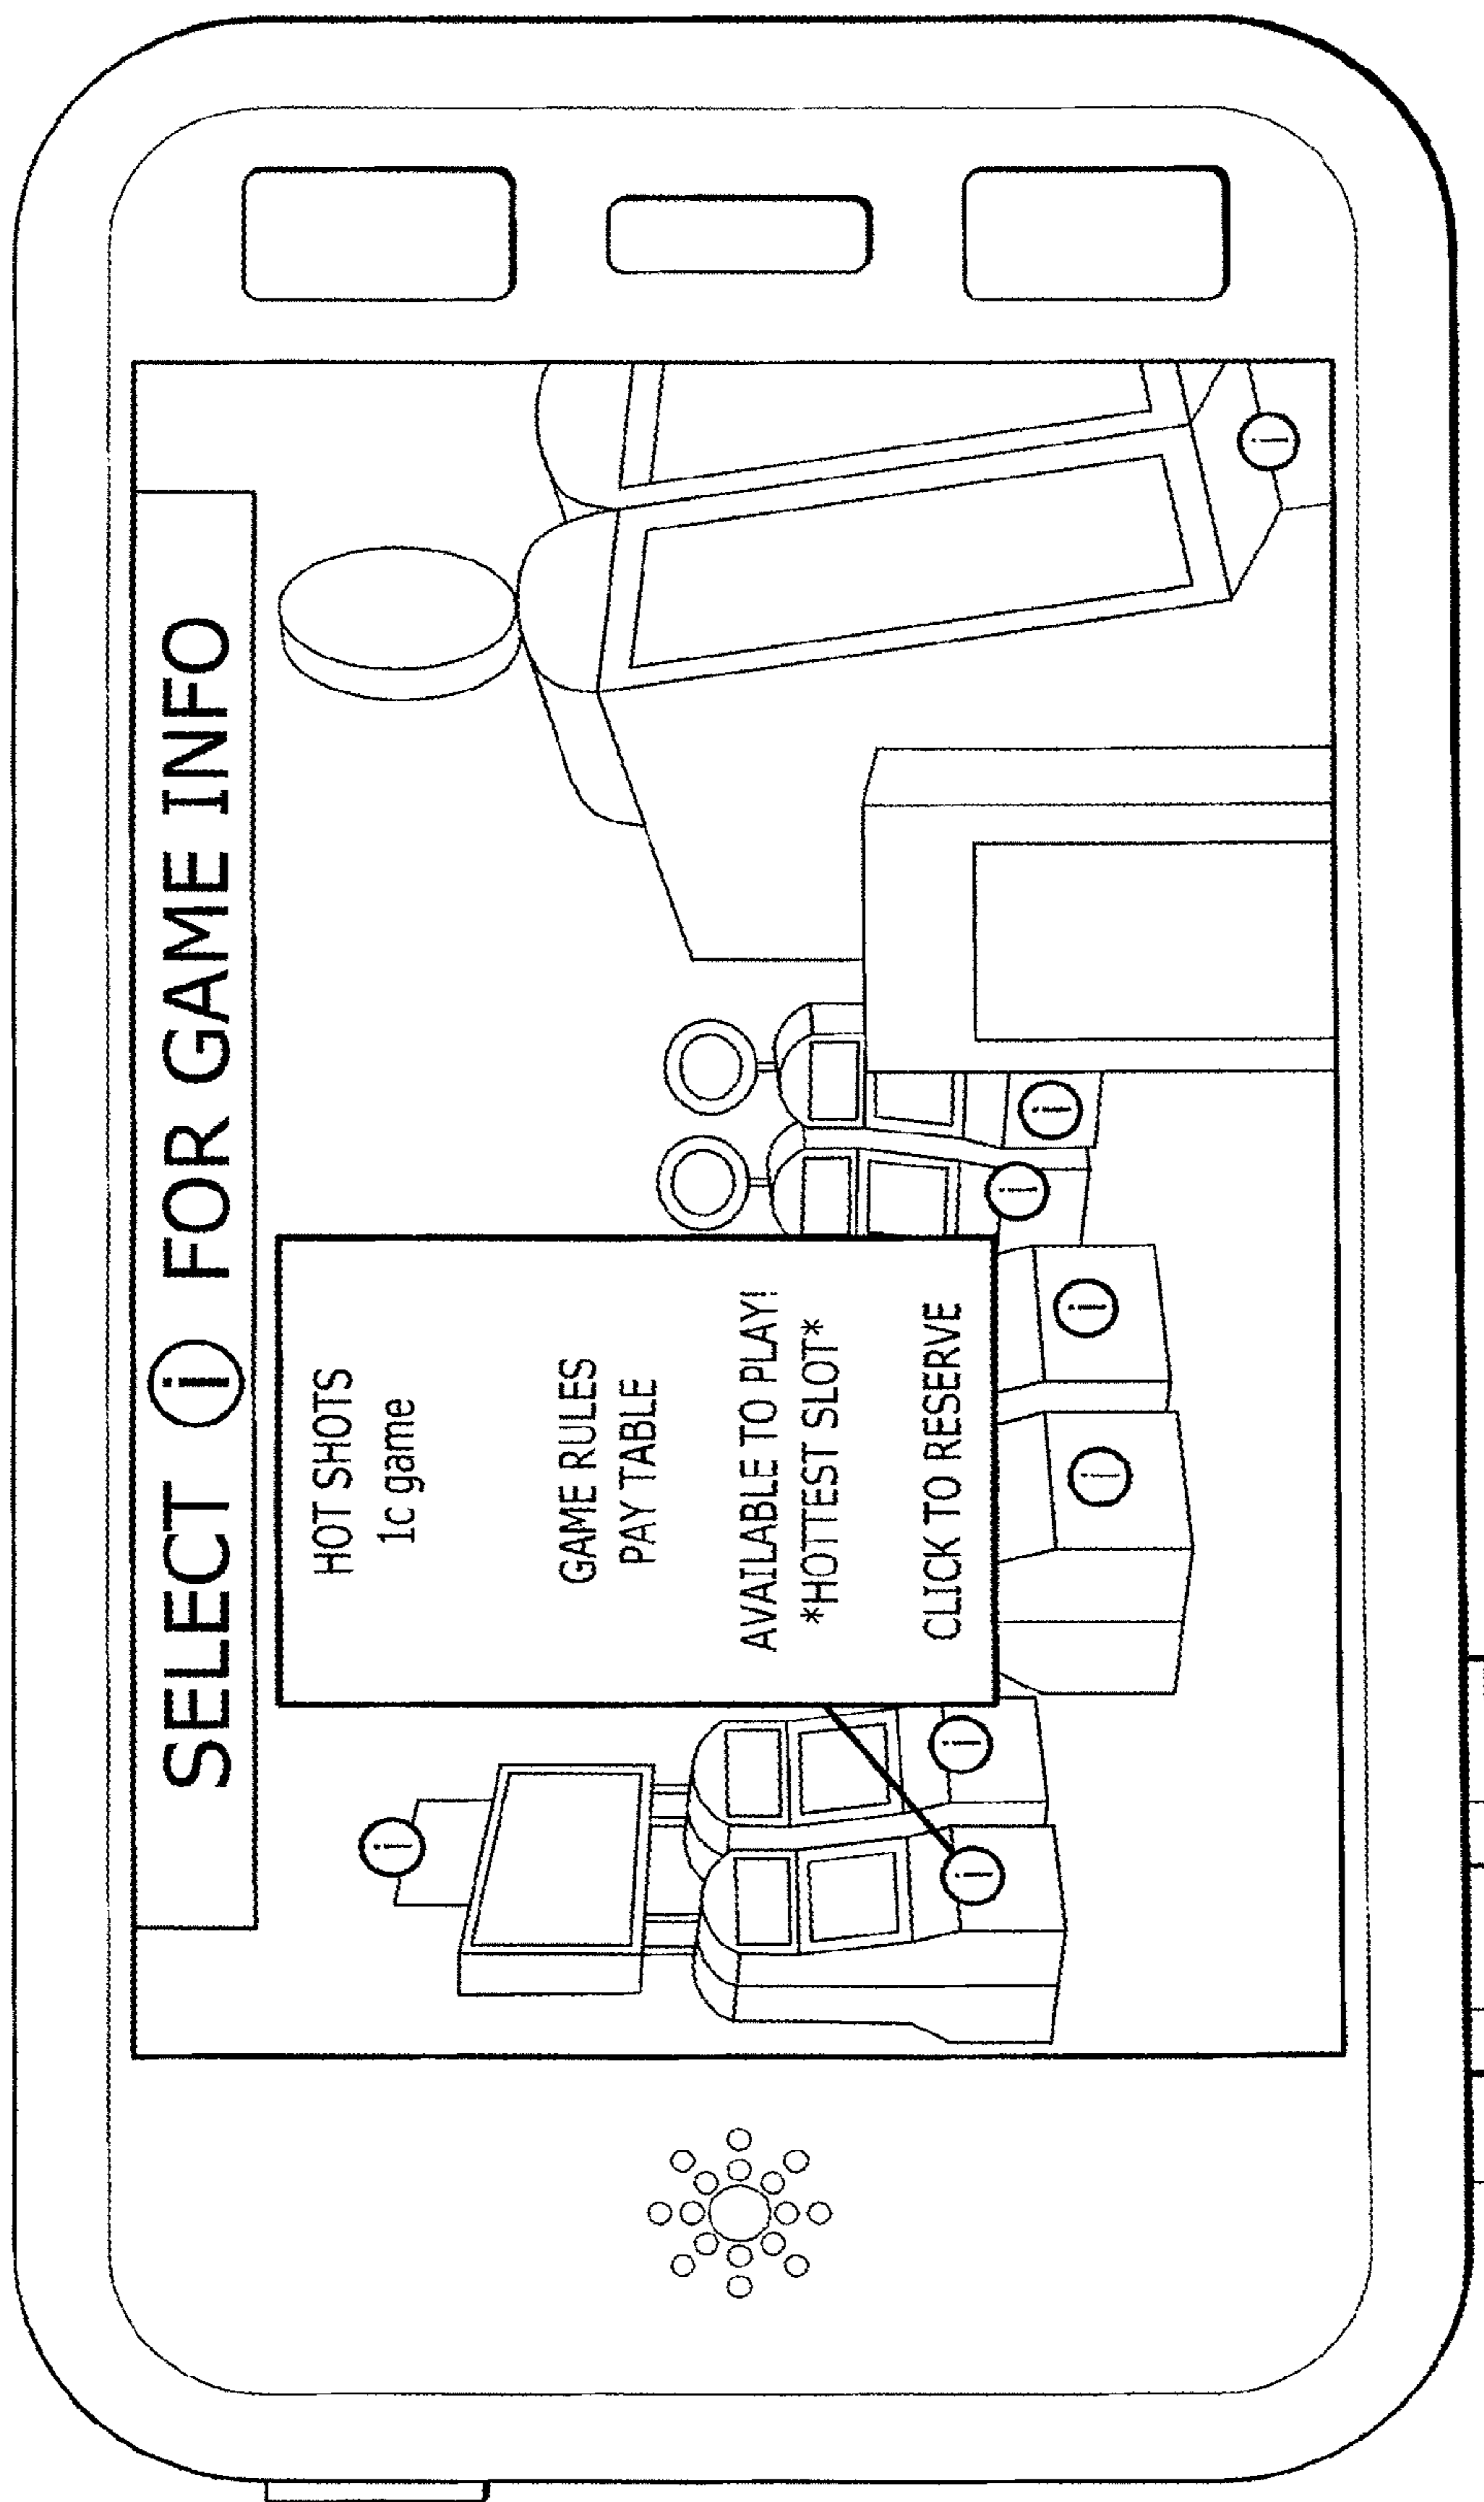 SELECT i FOR GAME INFO
HOT SHOTS
1c game
GAME RULES
PAY TABLE
AVAILABLE TO PLAY!
*HOTTEST SLOT*
CLICK TO RESERVE
i
i
i
i
i
i
i
i